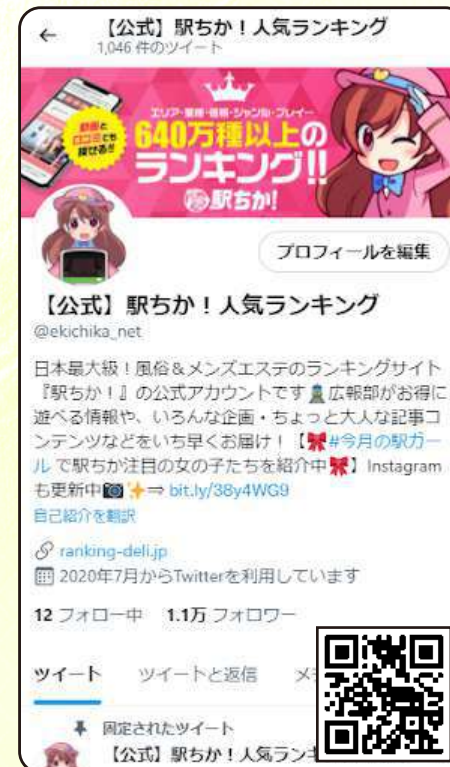 【公式】駅ちか！人気ランキング
1,046 件のツイート
動画と
口コミでも
探せる!!
エリア・業種・価格・ジャンル・プレイ…
640万種以上の
ランキング!!
駅ちか!
プロフィールを編集
【公式】駅ちか！人気ランキング
@ekichika_net
日本最大級！風俗＆メンズエステのランキングサイト
『駅ちか！』の公式アカウントです🚊広報部がお得に
遊べる情報や、いろんな企画・ちょっと大人な記事コ
ンテンツなどをいち早くお届け！【🎀#今月の駅ガー
ル で駅ちか注目の女の子たちを紹介中🎀】Instagram
も更新中📷✨⇒ bit.ly/38y4WG9
自己紹介を翻訳
ranking-deli.jp
2020年7月からTwitterを利用しています
12 フォロー中 1.1万 フォロワー
ツイート ツイートと返信 メ
固定されたツイート
【公式】駅ちか！人気ラン